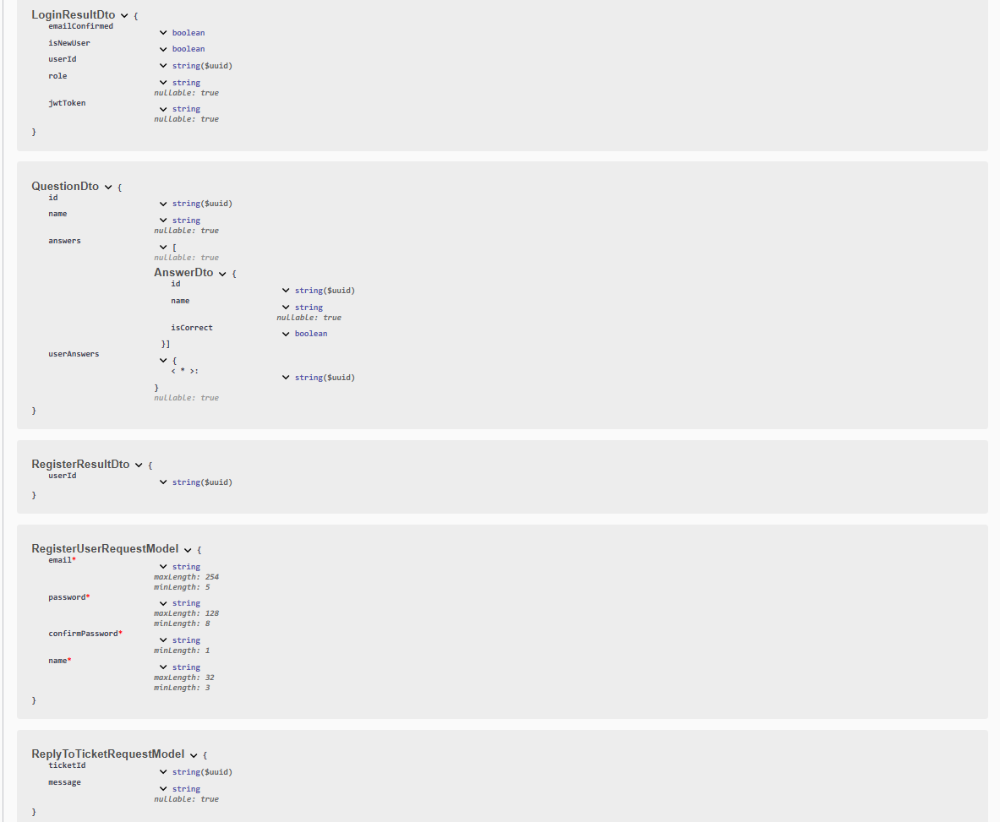 LoginResultDto {
emailConfirmed
boolean
isNewUser
boolean
userId
string($uuid)
role
string
nullable: true
jwtToken
string
nullable: true
}
QuestionDto {
id
string($uuid)
name
string
nullable: true
answers
[
nullable: true
AnswerDto {
id
string($uuid)
name
string
nullable: true
isCorrect
boolean
}]
userAnswers
{
< * >:
string($uuid)
}
nullable: true
}
RegisterResultDto {
userId
string($uuid)
}
RegisterUserRequestModel {
email*
string
maxLength: 254
minLength: 5
password*
string
maxLength: 128
minLength: 8
confirmPassword*
string
minLength: 1
name*
string
maxLength: 32
minLength: 3
}
ReplyToTicketRequestModel {
ticketId
string($uuid)
message
string
nullable: true
}